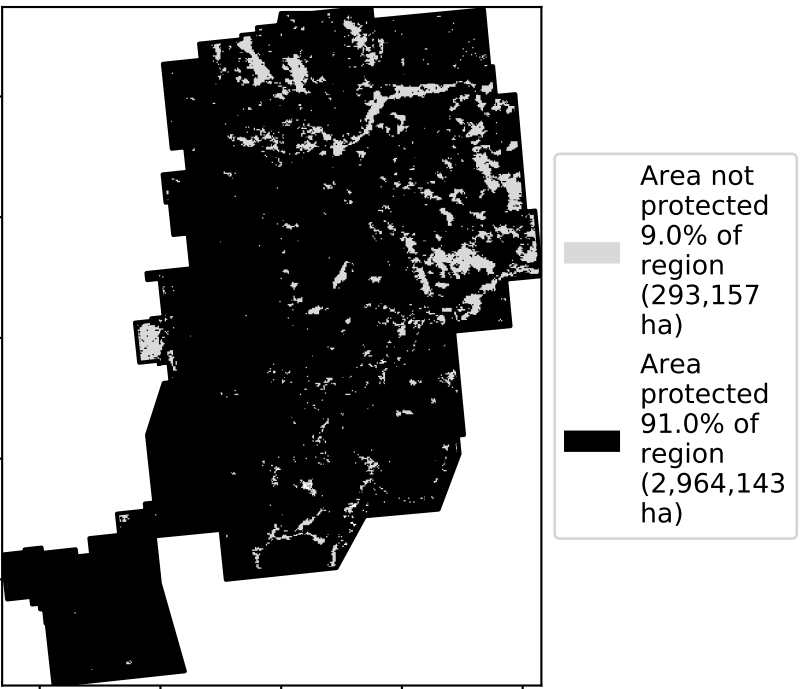 Area not
protected
9.0% of
region
(293,157
ha)
Area
protected
91.0% of
region
(2,964,143
ha)